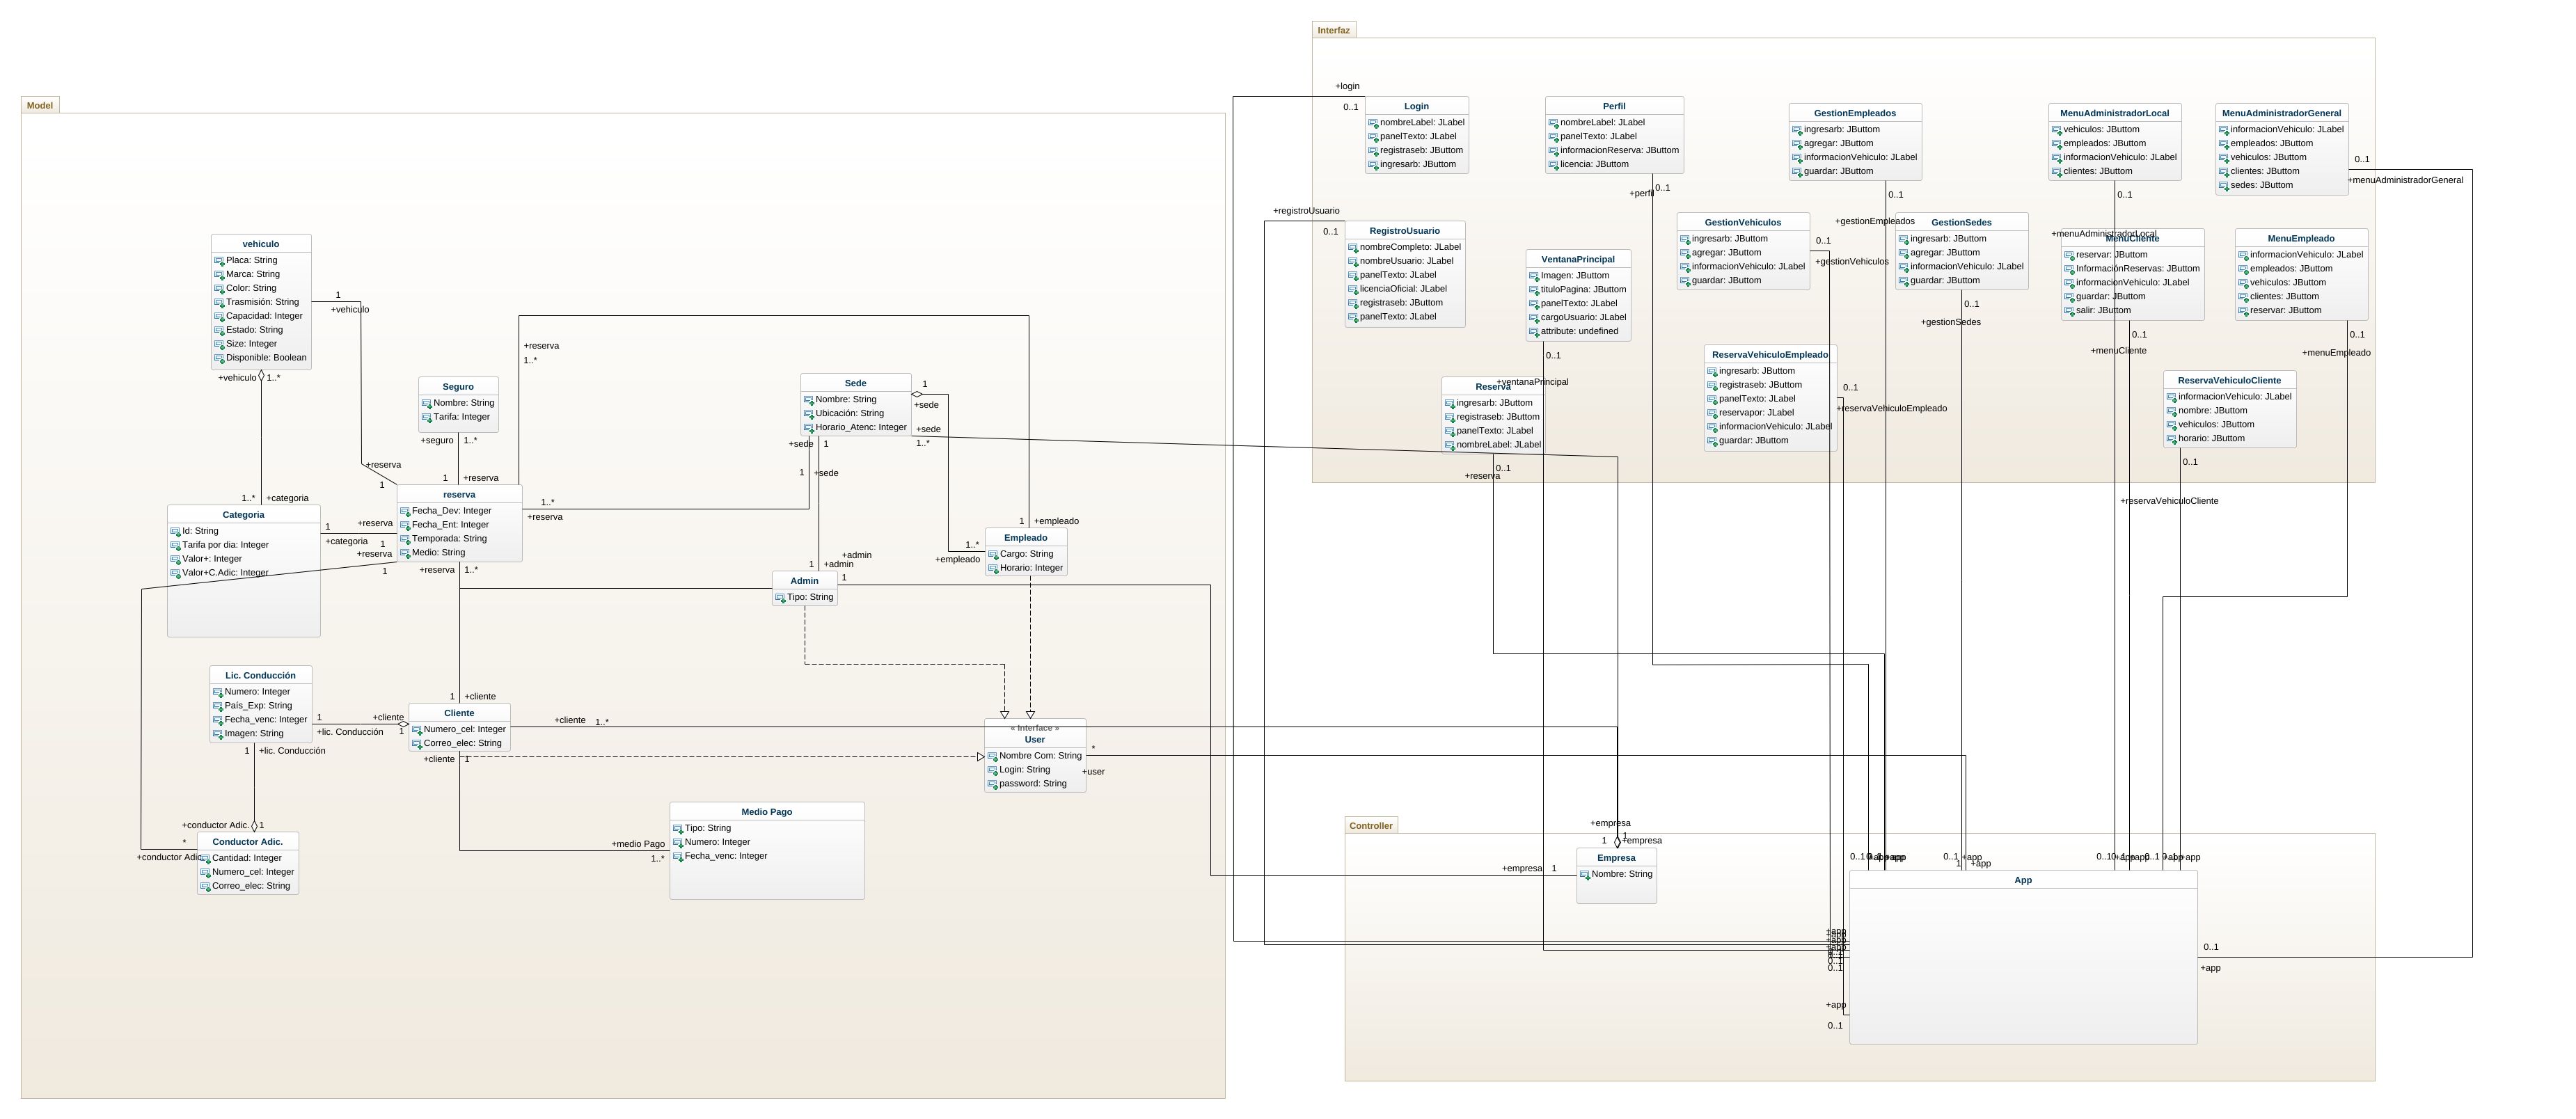 Interfaz
Model
+login
0..1
Login
nombreLabel: JLabel
panelTexto: JLabel
registraseb: JButtom
ingresarb: JButtom
Perfil
nombreLabel: JLabel
panelTexto: JLabel
informacionReserva: JButtom
licencia: JButtom
0..1
+perfil
GestionEmpleados
ingresarb: JButtom
agregar: JButtom
informacionVehiculo: JLabel
guardar: JButtom
0..1
+gestionEmpleados
MenuAdministradorLocal
vehiculos: JButtom
empleados: JButtom
informacionVehiculo: JLabel
clientes: JButtom
0..1
+menuAdministradorLocal
MenuAdministradorGeneral
informacionVehiculo: JLabel
empleados: JButtom
vehiculos: JButtom
clientes: JButtom
sedes: JButtom
0..1
+menuAdministradorGeneral
+registroUsuario
0..1
RegistroUsuario
nombreCompleto: JLabel
nombreUsuario: JLabel
panelTexto: JLabel
licenciaOficial: JLabel
registraseb: JButtom
panelTexto: JLabel
VentanaPrincipal
Imagen: JButtom
tituloPagina: JButtom
panelTexto: JLabel
cargoUsuario: JLabel
attribute: undefined
0..1
+ventanaPrincipal
GestionVehiculos
ingresarb: JButtom
agregar: JButtom
informacionVehiculo: JLabel
guardar: JButtom
0..1
+gestionVehiculos
GestionSedes
ingresarb: JButtom
agregar: JButtom
informacionVehiculo: JLabel
guardar: JButtom
0..1
+gestionSedes
MenuCliente
reservar: JButtom
InformaciónReservas: JButtom
informacionVehiculo: JLabel
guardar: JButtom
salir: JButtom
0..1
+menuCliente
MenuEmpleado
informacionVehiculo: JLabel
empleados: JButtom
vehiculos: JButtom
clientes: JButtom
reservar: JButtom
0..1
+menuEmpleado
Reserva
ingresarb: JButtom
registraseb: JButtom
panelTexto: JLabel
nombreLabel: JLabel
0..1
+reserva
ReservaVehiculoEmpleado
ingresarb: JButtom
registraseb: JButtom
panelTexto: JLabel
reservapor: JLabel
informacionVehiculo: JLabel
guardar: JButtom
0..1
+reservaVehiculoEmpleado
ReservaVehiculoCliente
informacionVehiculo: JLabel
nombre: JButtom
vehiculos: JButtom
horario: JButtom
0..1
+reservaVehiculoCliente
vehiculo
Placa: String
Marca: String
Color: String
Trasmisión: String
Capacidad: Integer
Estado: String
Size: Integer
Disponible: Boolean
1
+vehiculo
+vehiculo
1..*
Seguro
Nombre: String
Tarifa: Integer
+seguro
1..*
+reserva
1..*
Sede
Nombre: String
Ubicación: String
Horario_Atenc: Integer
1
+sede
+sede
1..*
+sede
1
1
+sede
+reserva
1
1
+reserva
reserva
Fecha_Dev: Integer
Fecha_Ent: Integer
Temporada: String
Medio: String
1..*
+reserva
1..*
+categoria
Categoria
Id: String
Tarifa por dia: Integer
Valor+: Integer
Valor+C.Adic: Integer
1
+categoria
+reserva
1
+reserva
1
+reserva
1..*
1
+empleado
Empleado
Cargo: String
Horario: Integer
1..*
+empleado
+admin
1
+admin
Admin
Tipo: String
1
Lic. Conducción
Numero: Integer
País_Exp: String
Fecha_venc: Integer
Imagen: String
1
+lic. Conducción
1
+lic. Conducción
1
+cliente
+cliente
1
Cliente
Numero_cel: Integer
Correo_elec: String
+cliente
1..*
+cliente
1
« Interface »
User
Nombre Com: String
Login: String
password: String
*
+user
+conductor Adic.
1
*
+conductor Adic.
Conductor Adic.
Cantidad: Integer
Numero_cel: Integer
Correo_elec: String
Medio Pago
Tipo: String
Numero: Integer
Fecha_venc: Integer
+medio Pago
1..*
Controller
+empresa
1
1
+empresa
Empresa
Nombre: String
+empresa
1
App
0..1
+app
0..1
+app
1
+app
+app
+app
0..1
+app
0..1
0..1
+app